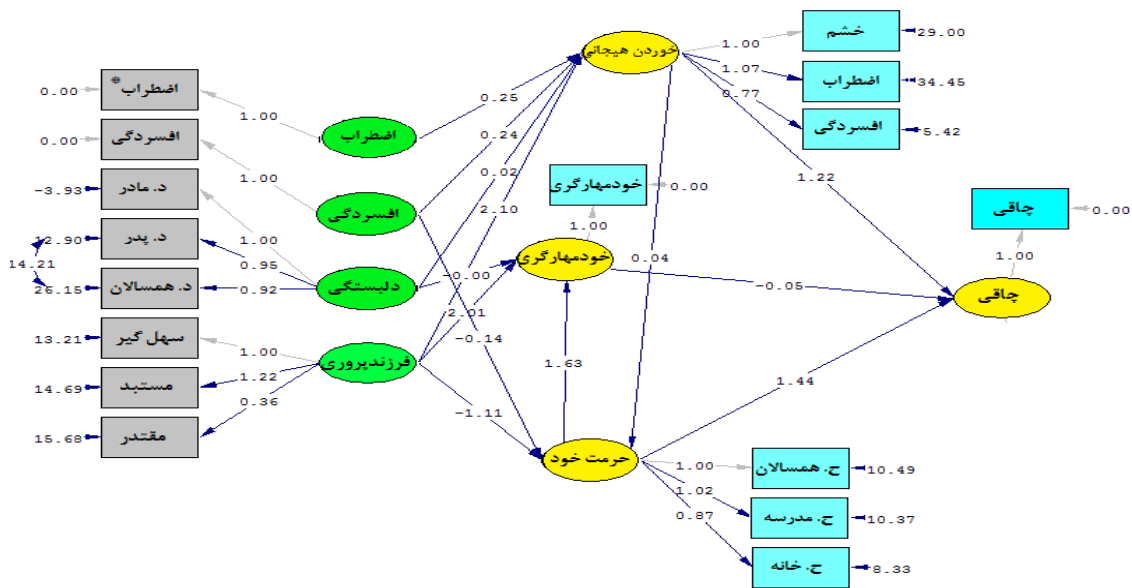 اضطراب*
0.00
1.00
افسردگی
0.00
1.00
د. مادر
-3.93
1.00
د. پدر
12.90
0.95
14.21
د. همسالان
26.15
0.92
سهل گیر
13.21
1.00
مستبد
14.69
1.22
مقتدر
15.68
0.36
اضطراب
افسردگی
دلبستگی
فرزندپروری
0.25
0.24
0.02
2.10
-0.00
2.01
-0.14
-1.11
خوردن هیجانی
خودمهارگری
0.00
1.00
خودمهارگری
1.63
حرمت خود
0.04
1.00
خشم
29.00
1.07
اضطراب
34.45
0.77
افسردگی
5.42
1.22
-0.05
1.44
چاقی
0.00
1.00
چاقی
1.00
ح. همسالان
10.49
1.02
ح. مدرسه
10.37
0.87
ح. خانه
8.33